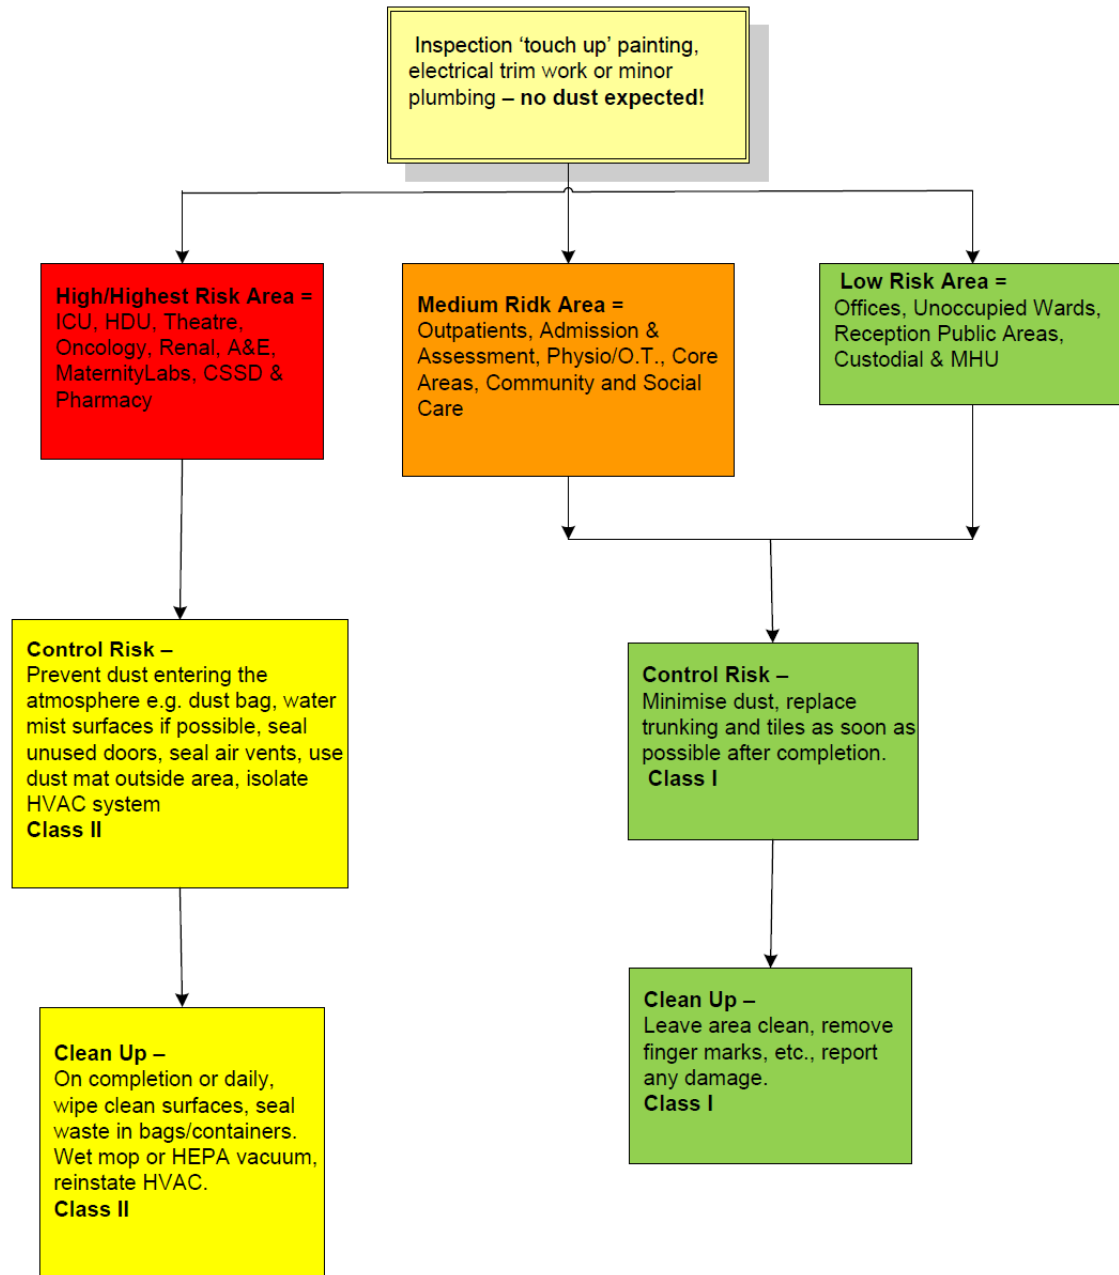 Inspection ‘touch up’ painting,
electrical trim work or minor
plumbing – no dust expected!
High/Highest Risk Area =
ICU, HDU, Theatre,
Oncology, Renal, A&E,
MaternityLabs, CSSD &
Pharmacy
Medium Ridk Area =
Outpatients, Admission &
Assessment, Physio/O.T., Core
Areas, Community and Social
Care
Low Risk Area =
Offices, Unoccupied Wards,
Reception Public Areas,
Custodial & MHU
Control Risk –
Prevent dust entering the
atmosphere e.g. dust bag, water
mist surfaces if possible, seal
unused doors, seal air vents, use
dust mat outside area, isolate
HVAC system
Class II
Control Risk –
Minimise dust, replace
trunking and tiles as soon as
possible after completion.
Class I
Clean Up –
On completion or daily,
wipe clean surfaces, seal
waste in bags/containers.
Wet mop or HEPA vacuum,
reinstate HVAC.
Class II
Clean Up –
Leave area clean, remove
finger marks, etc., report
any damage.
Class I